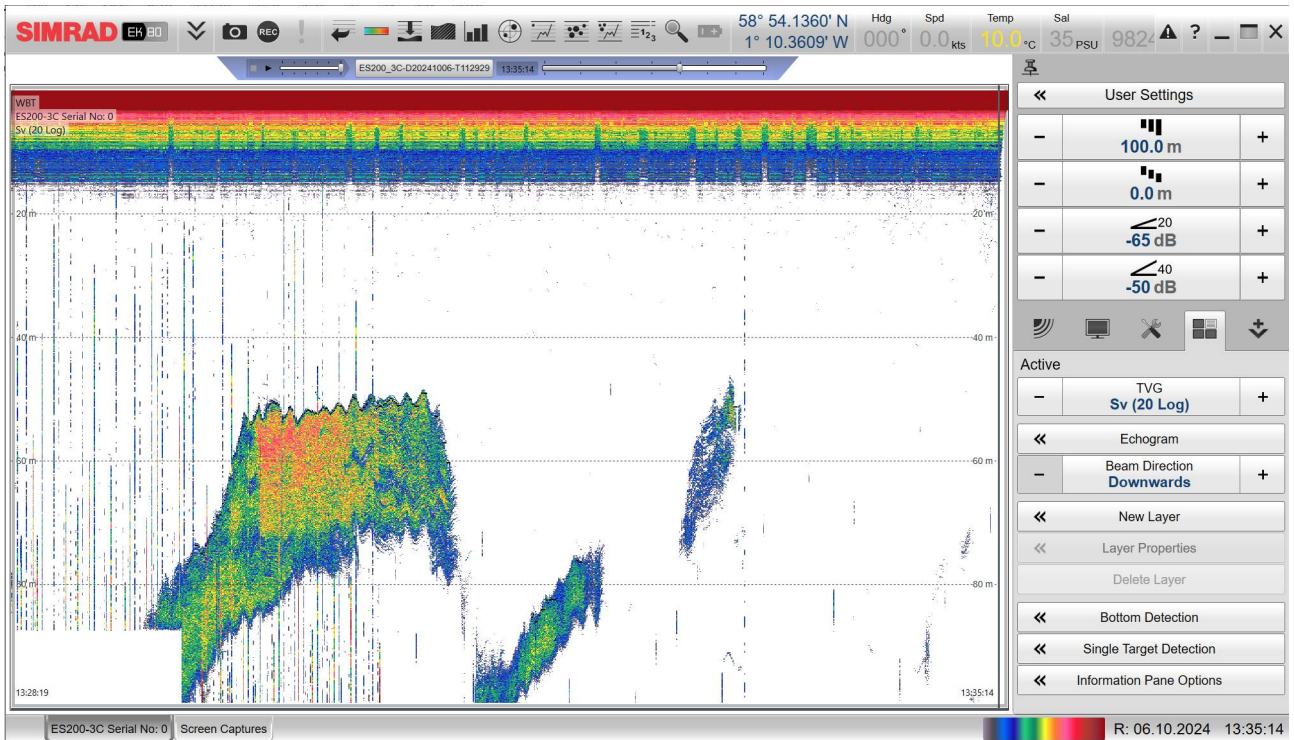 SIMRAD EK80
REC
58° 54.1360' N
1° 10.3609' W
Hdg
000°
Spd
0.0 kts
Temp
10.0 °C
Sal
35 PSU
9824
?
ES200_3C-D20241006-T112929
13:35:14
WBT
ES200-3C Serial No: 0
Sv (20 Log)
20 m
20 m
40 m
40 m
60 m
60 m
80 m
80 m
13:28:19
13:35:14
User Settings
100.0 m
0.0 m
20
-65 dB
40
-50 dB
Active
TVG
Sv (20 Log)
Echogram
Beam Direction
Downwards
New Layer
Layer Properties
Delete Layer
Bottom Detection
Single Target Detection
Information Pane Options
ES200-3C Serial No: 0
Screen Captures
R: 06.10.2024 13:35:14